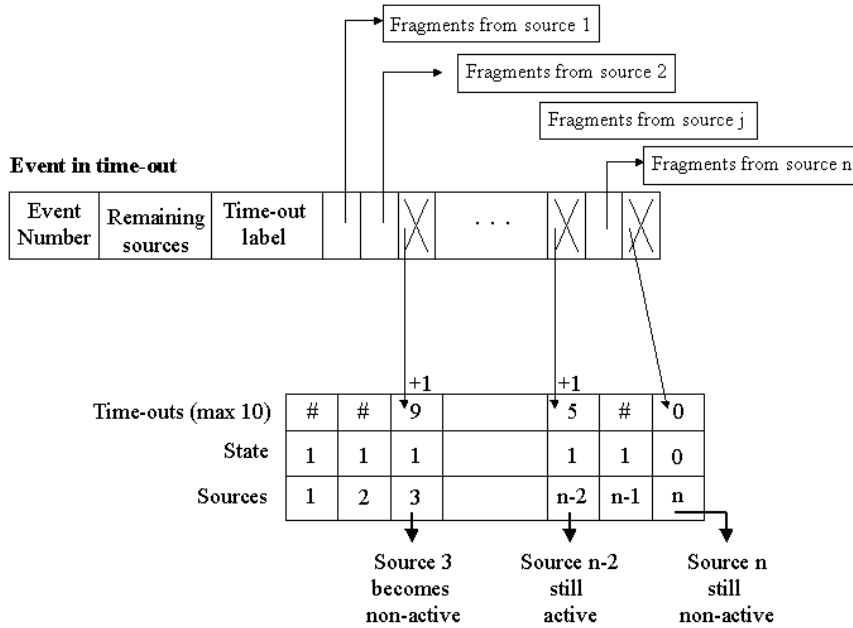 Fragments from source 1
Fragments from source 2
Fragments from source j
Fragments from source n
Event in time-out
Event Number
Remaining sources
Time-out label
. . .
+1 +1
Time-outs (max 10) # # 9 5 # 0
State 1 1 1 1 1 0
Sources 1 2 3 n-2 n-1 n
Source 3 becomes non-active
Source n-2 still active
Source n still non-active